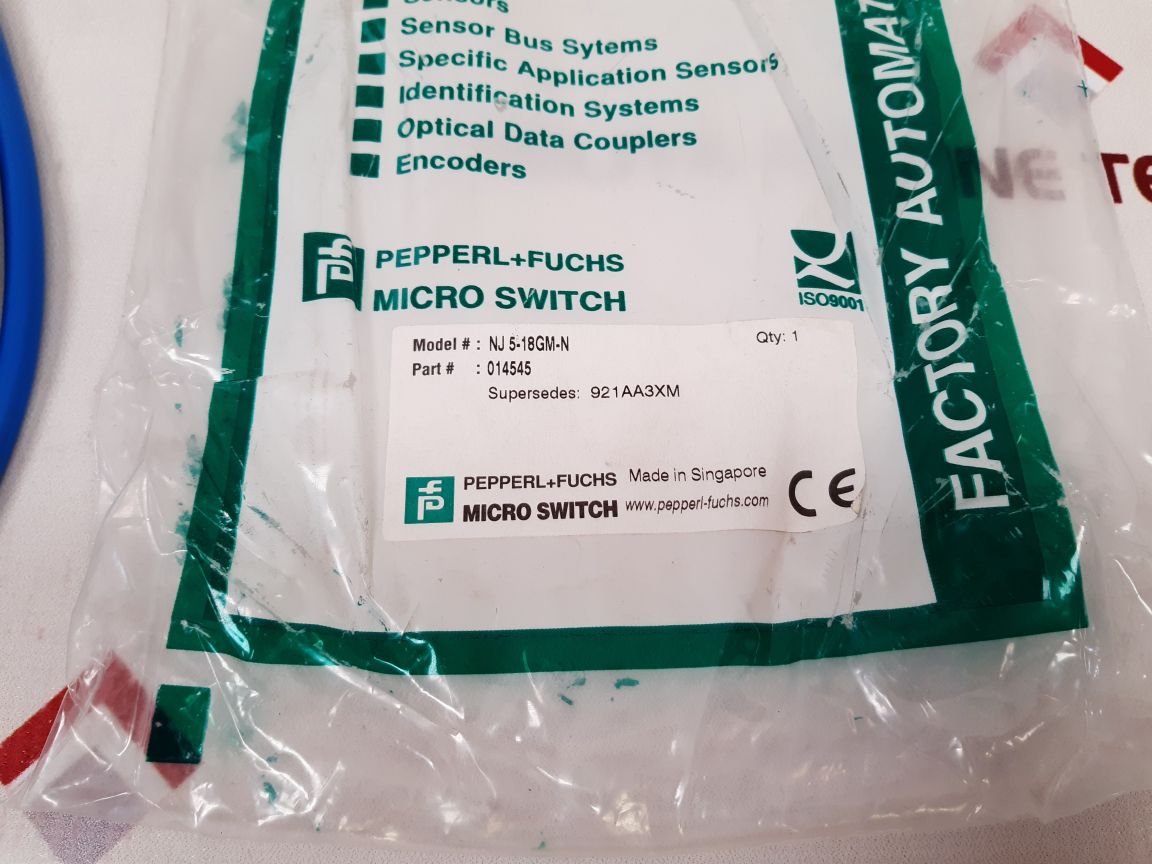 Sensors
Sensor Bus Sytems
Specific Application Sensors
Identification Systems
Optical Data Couplers
Encoders
PEPPERL+FUCHS
MICRO SWITCH
ISO9001
FACTORY
Model # : NJ 5-18GM-N
Qty: 1
Part # : 014545
Supersedes: 921AA3XM
PEPPERL+FUCHS
MICRO SWITCH
Made in Singapore
www.pepperl-fuchs.com
CE